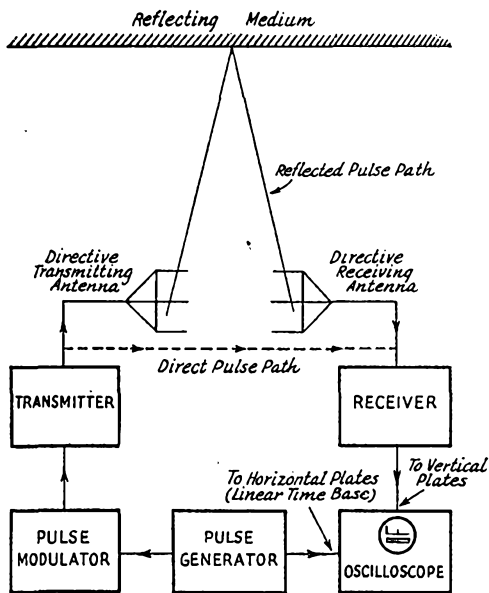 Reflecting Medium
Reflected Pulse Path
Directive
Transmitting
Antenna
Directive
Receiving
Antenna
Direct Pulse Path
TRANSMITTER
RECEIVER
To Horizontal Plates
(Linear Time Base)
To Vertical
Plates
PULSE
MODULATOR
PULSE
GENERATOR
OSCILLOSCOPE